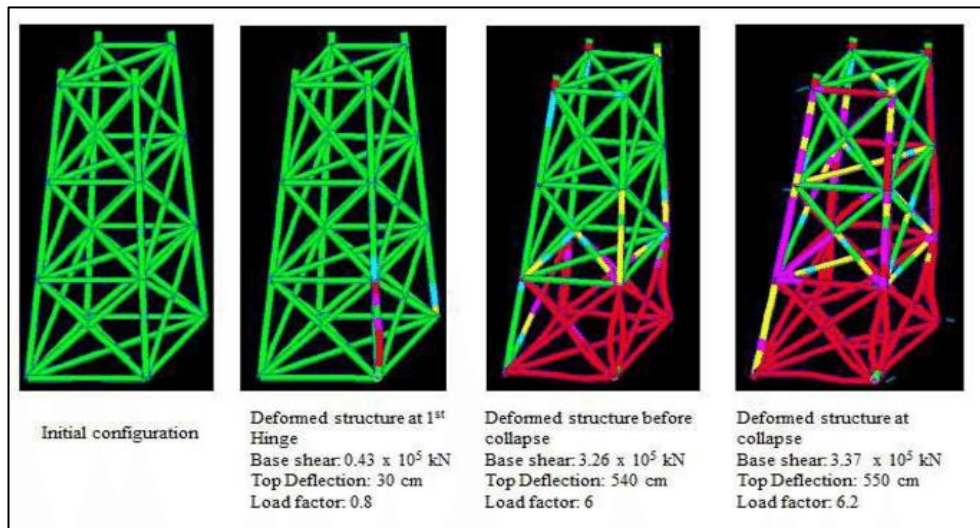 Initial configuration
Deformed structure at 1st
Hinge
Base shear: 0.43 x 10⁵ kN
Top Deflection: 30 cm
Load factor: 0.8
Deformed structure before
collapse
Base shear: 3.26 x 10⁵ kN
Top Deflection: 540 cm
Load factor: 6
Deformed structure at
collapse
Base shear: 3.37 x 10⁵ kN
Top Deflection: 550 cm
Load factor: 6.2